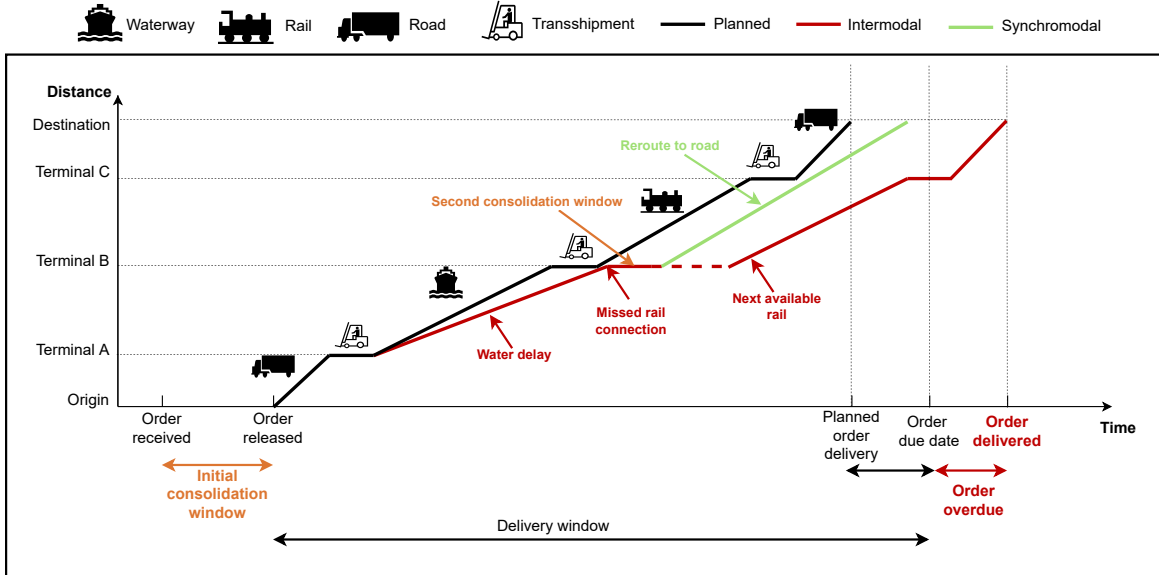 Waterway Rail Road Transshipment Planned Intermodal Synchromodal
Distance
Destination
Reroute to road
Terminal C
Second consolidation window
Terminal B
Missed rail
connection
Next available
rail
Water delay
Terminal A
Origin
Order
received
Order
released
Planned
order
delivery
Order
due date
Order
delivered
Time
Initial
consolidation
window
Order
overdue
Delivery window